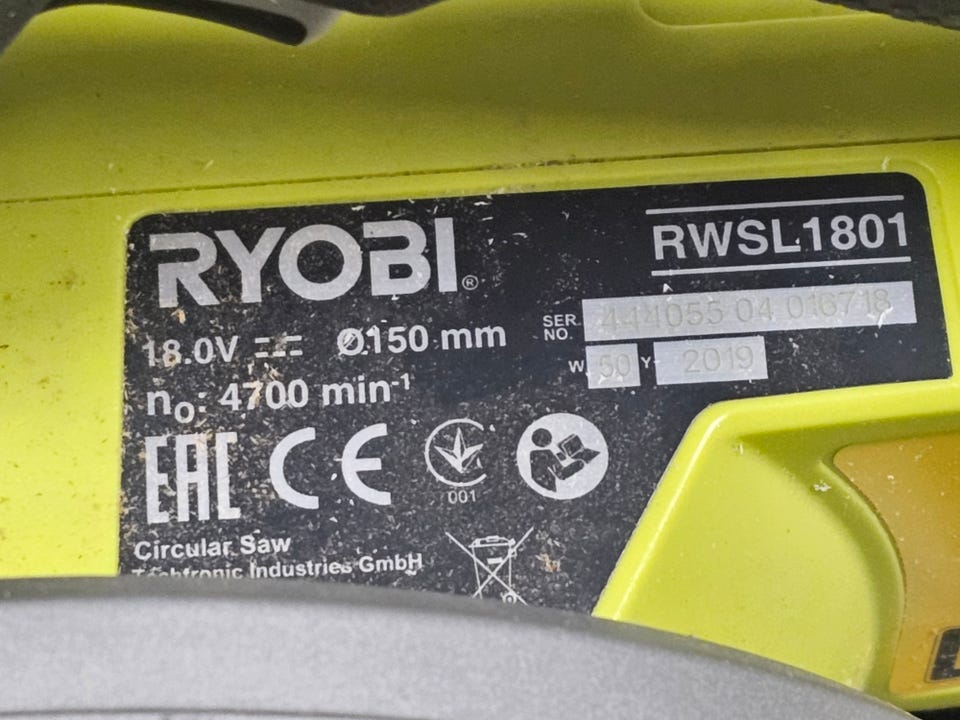 RYOBI®
RWSL1801
18.0V ⎓ Ø150 mm
SER. NO. 444055 04 016718
W. 50 Y 2019
n₀: 4700 min⁻¹
EAC CE
001
Circular Saw
Techtronic Industries GmbH